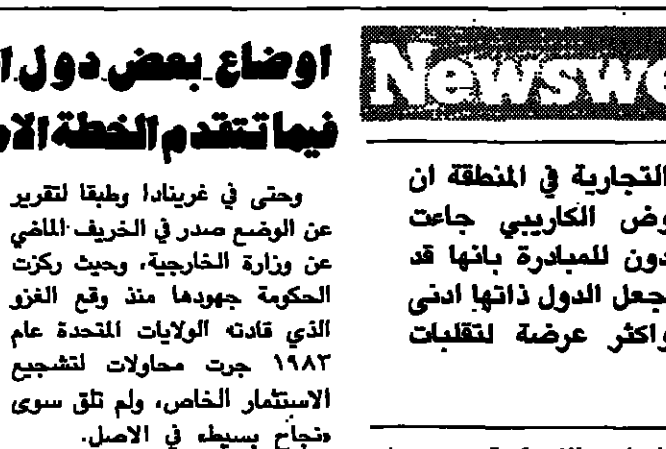 اوضاع بعض دول
فيما تتقدم الخطة
Newswe
التجارية في المنطقة ان
وض الكاريبي جاءت
دون للمبادرة بانها قد
جعل الدول ذاتها ادنى
واكثر عرضة لتقلبات
وحتى في غرينادا وطبقا لتقرير
عن الوضع صدر في الخريف الماضي
عن وزارة الخارجية، وحيث ركزت
الحكومة جهودها منذ وقع الغزو
الذي قادته الولايات المتحدة عام
١٩٨٣ جرت محاولات لتشجيع
الاستثمار الخاص، ولم تلق سوى
«نجاح بسيط» في الاصل.